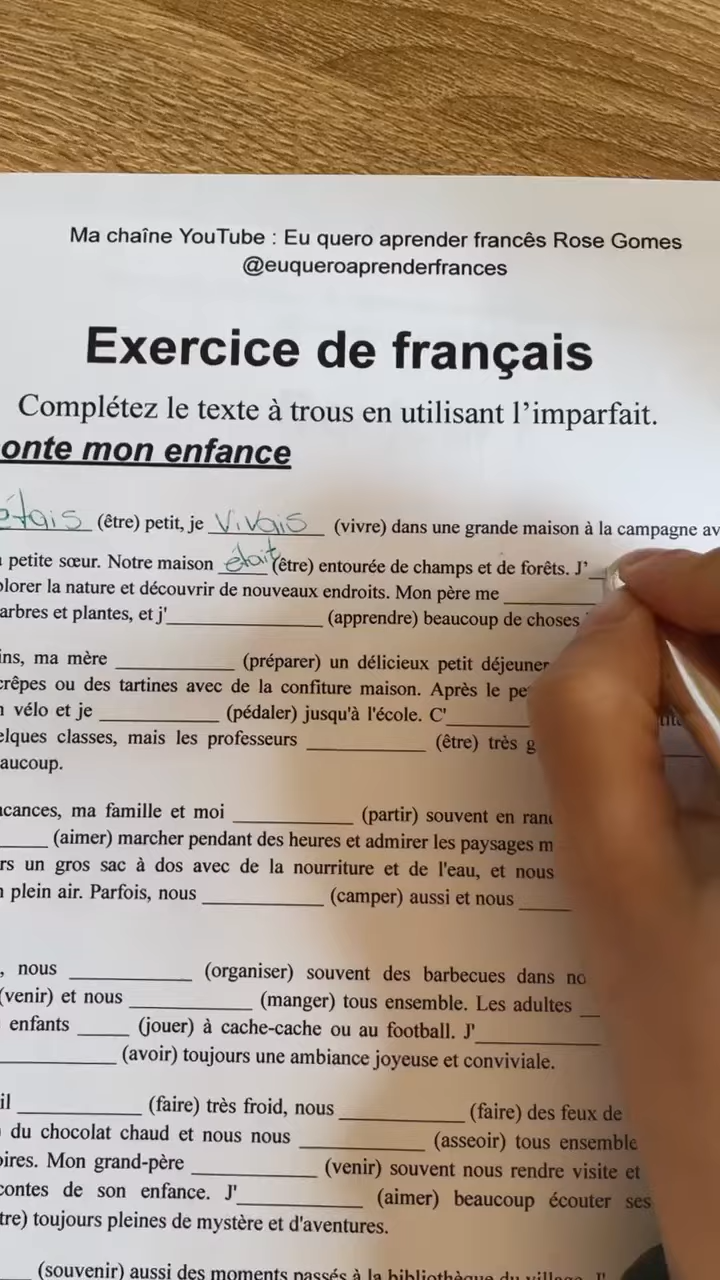 Ma chaîne YouTube : Eu quero aprender francês Rose Gomes
@euqueroaprenderfrances
Exercice de français
Complétez le texte à trous en utilisant l’imparfait.
onte mon enfance
étais (être) petit, je vivais (vivre) dans une grande maison à la campagne av
petite sœur. Notre maison était (être) entourée de champs et de forêts. J’
plorer la nature et découvrir de nouveaux endroits. Mon père me
arbres et plantes, et j' (apprendre) beaucoup de choses
ins, ma mère (préparer) un délicieux petit déjeuner
crêpes ou des tartines avec de la confiture maison. Après le pe
vélo et je (pédaler) jusqu'à l'école. C'
elques classes, mais les professeurs (être) très g
aucoup.
acances, ma famille et moi (partir) souvent en rand
(aimer) marcher pendant des heures et admirer les paysages m
rs un gros sac à dos avec de la nourriture et de l'eau, et nous
plein air. Parfois, nous (camper) aussi et nous
, nous (organiser) souvent des barbecues dans no
(venir) et nous (manger) tous ensemble. Les adultes
enfants (jouer) à cache-cache ou au football. J'
(avoir) toujours une ambiance joyeuse et conviviale.
il (faire) très froid, nous (faire) des feux de
du chocolat chaud et nous nous (asseoir) tous ensemble
oires. Mon grand-père (venir) souvent nous rendre visite et
contes de son enfance. J' (aimer) beaucoup écouter ses
tre) toujours pleines de mystère et d'aventures.
(souvenir) aussi des moments passés à la bibliothèque du village. J'